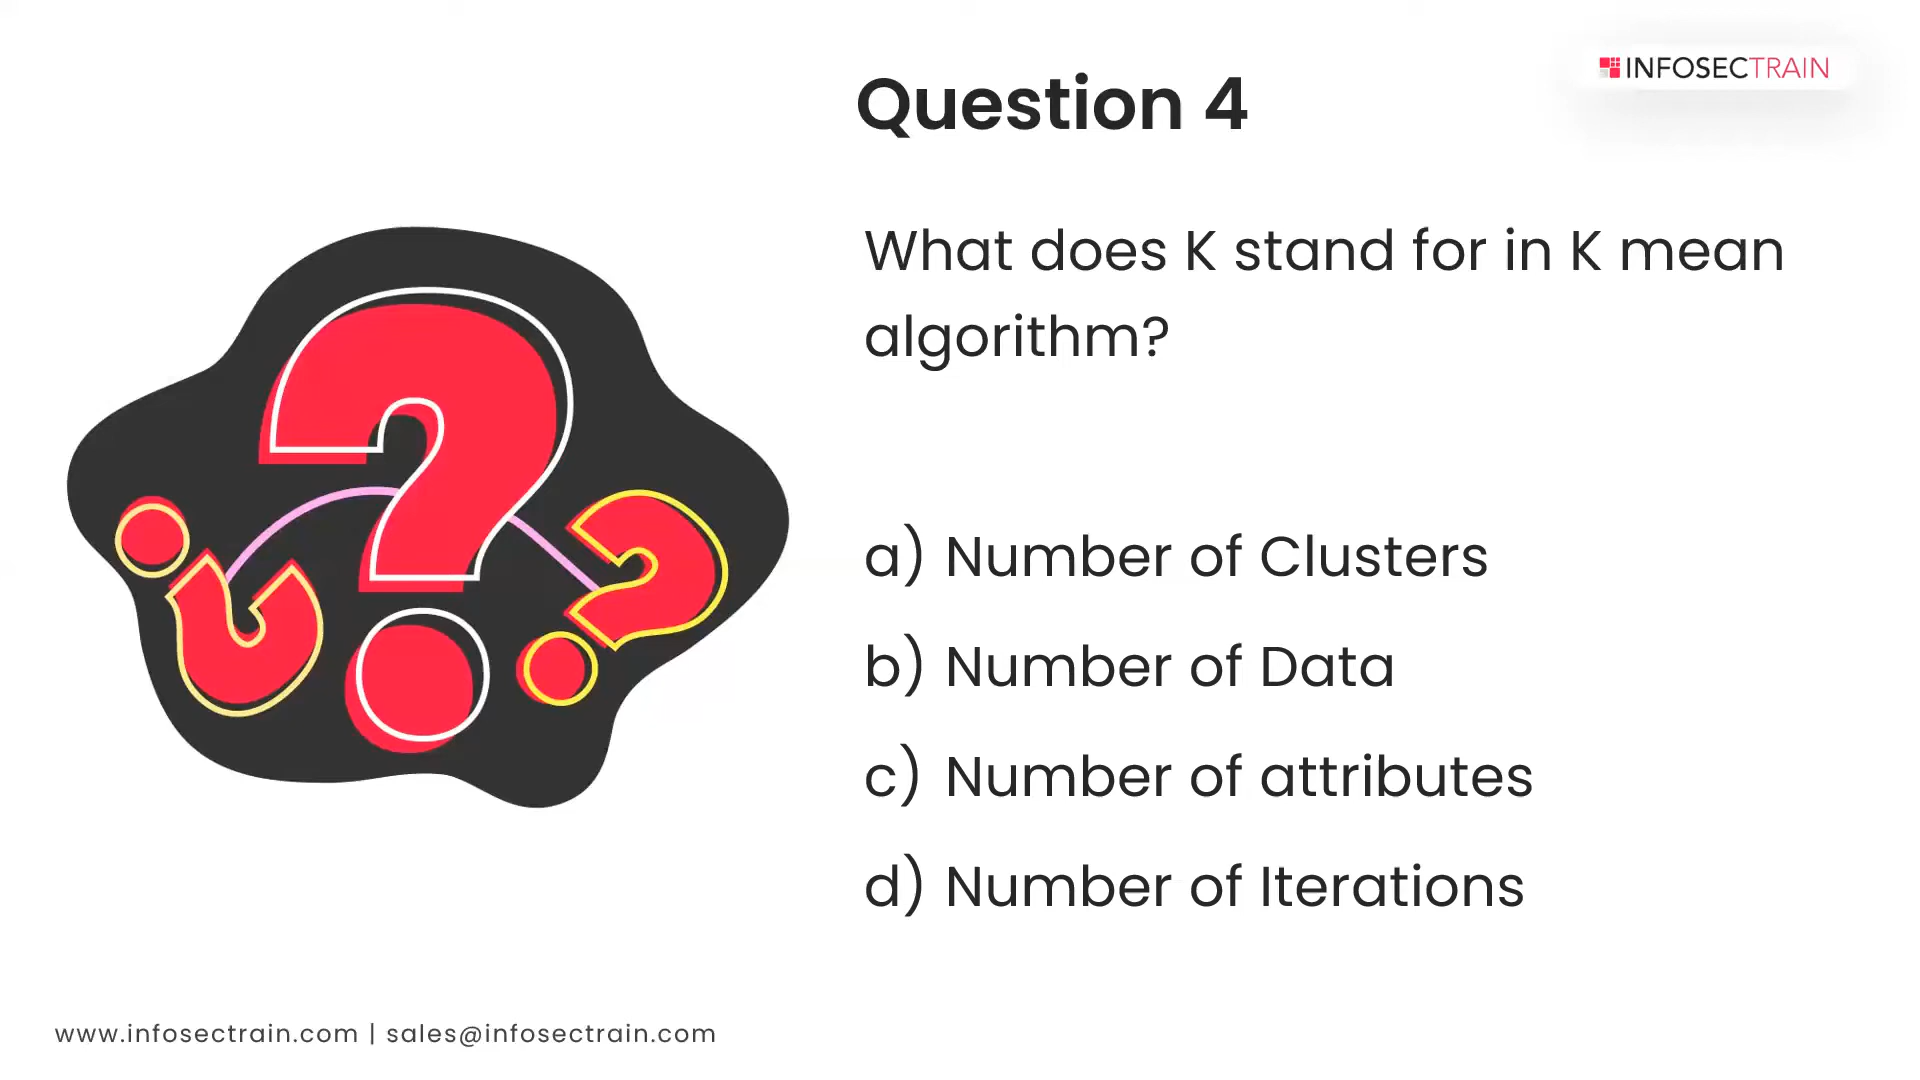 INFOSECTRAIN
Question 4
What does K stand for in K mean
algorithm?
a) Number of Clusters
b) Number of Data
c) Number of attributes
d) Number of Iterations
www.infosectrain.com | sales@infosectrain.com